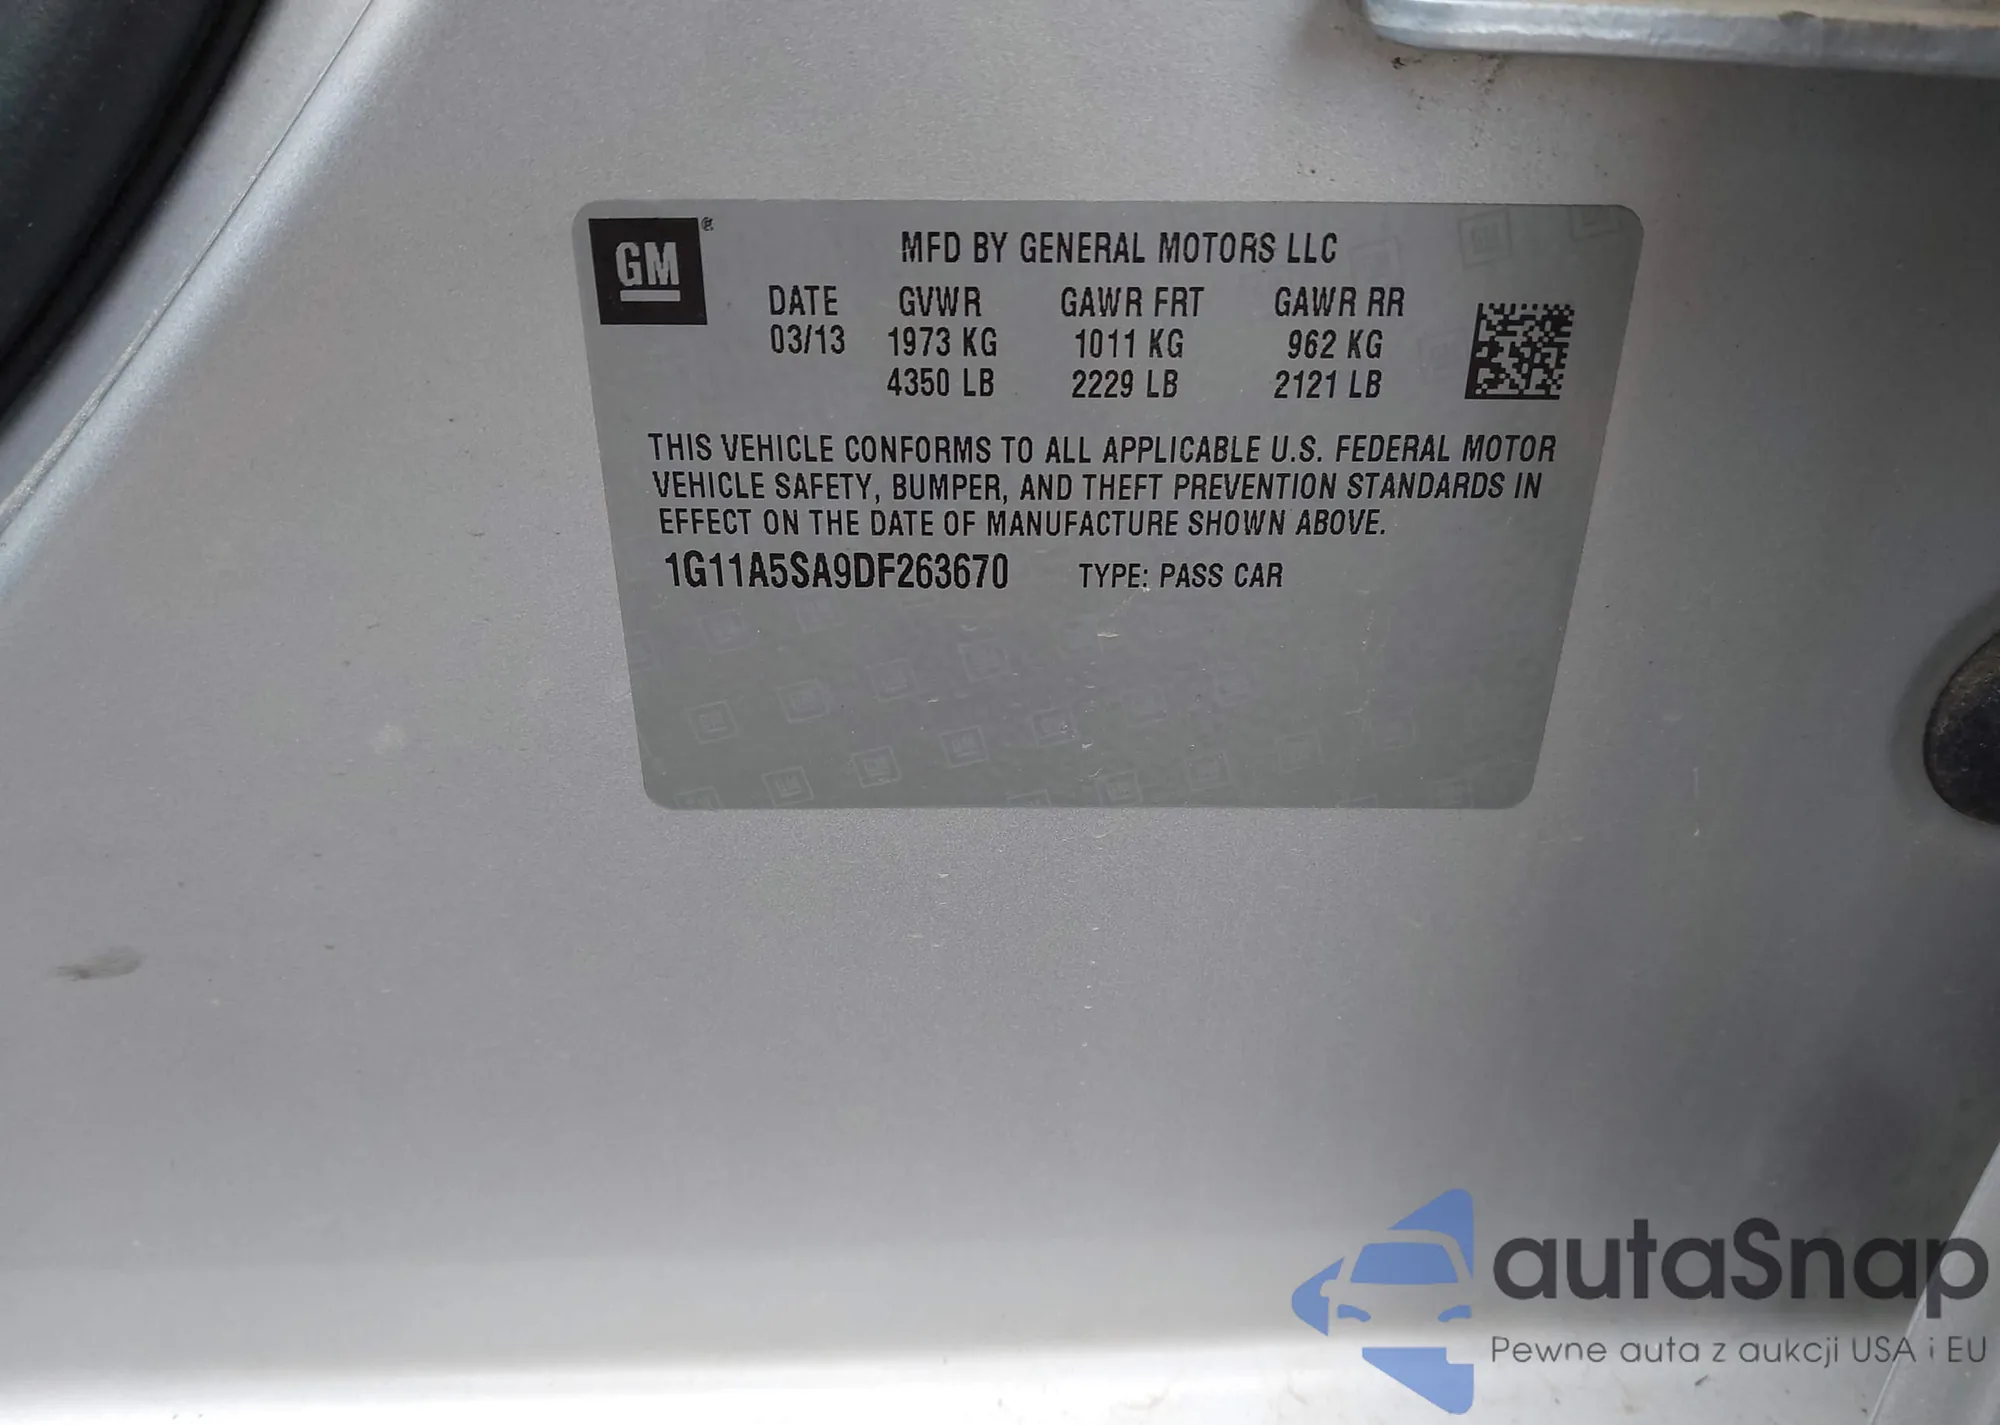 GM
MFD BY GENERAL MOTORS LLC
DATE GVWR GAWR FRT GAWR RR
03/13 1973 KG 1011 KG 962 KG
4350 LB 2229 LB 2121 LB
THIS VEHICLE CONFORMS TO ALL APPLICABLE U.S. FEDERAL MOTOR
VEHICLE SAFETY, BUMPER, AND THEFT PREVENTION STANDARDS IN
EFFECT ON THE DATE OF MANUFACTURE SHOWN ABOVE.
1G11A5SA9DF263670 TYPE: PASS CAR
autaSnap
Pewne auta z aukcji USA i EU